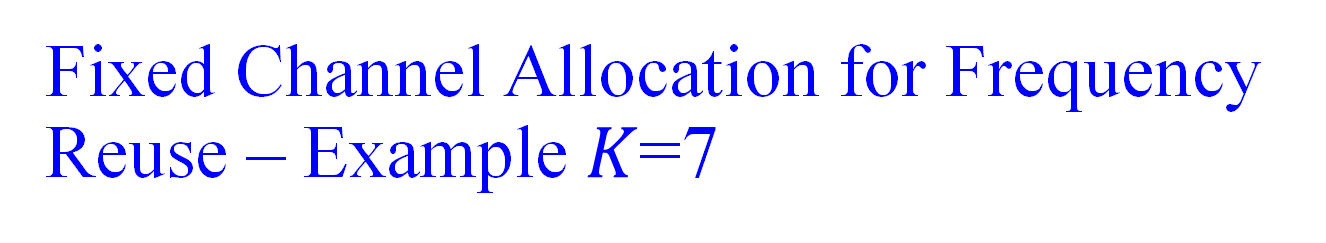 Fixed Channel Allocation for Frequency
Reuse – Example K=7